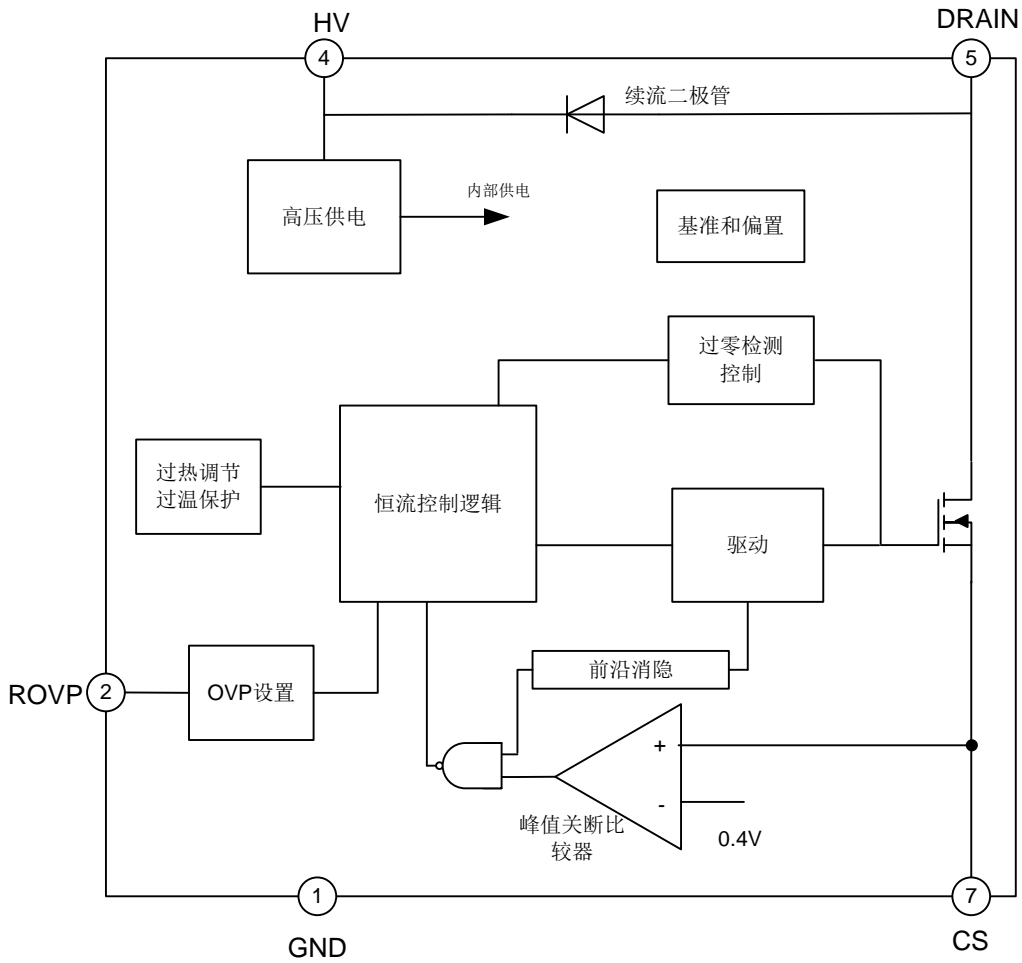 HV
DRAIN
4
5
续流二极管
高压供电
内部供电
基准和偏置
过零检测
控制
过热调节
过温保护
恒流控制逻辑
驱动
ROVP
2
OVP设置
前沿消隐
+
-
峰值关断比
较器
0.4V
1
7
GND
CS